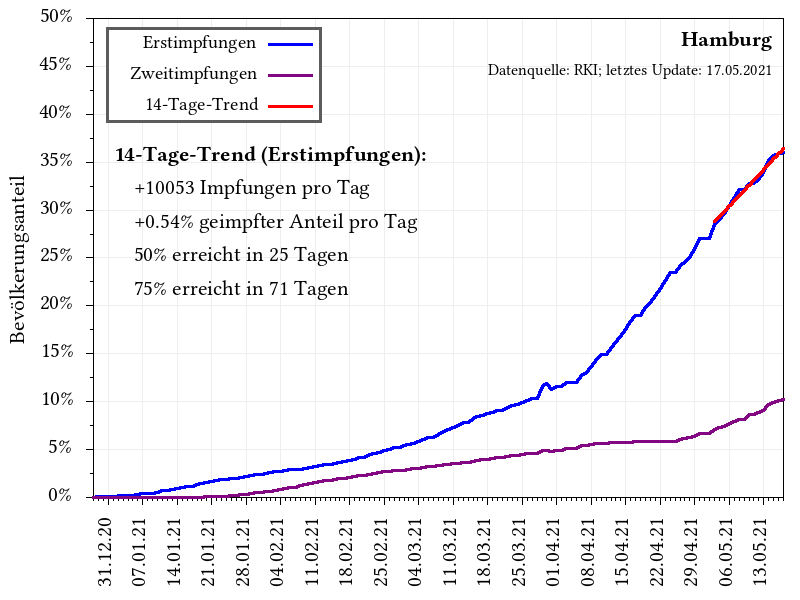 50%
45%
40%
35%
30%
25%
20%
15%
10%
5%
0%
Bevölkerungsanteil
Erstimpfungen
Zweitimpfungen
14-Tage-Trend
Hamburg
Datenquelle: RKI; letztes Update: 17.05.2021
14-Tage-Trend (Erstimpfungen):
+10053 Impfungen pro Tag
+0.54% geimpfter Anteil pro Tag
50% erreicht in 25 Tagen
75% erreicht in 71 Tagen
31.12.20
07.01.21
14.01.21
21.01.21
28.01.21
04.02.21
11.02.21
18.02.21
25.02.21
04.03.21
11.03.21
18.03.21
25.03.21
01.04.21
08.04.21
15.04.21
22.04.21
29.04.21
06.05.21
13.05.21